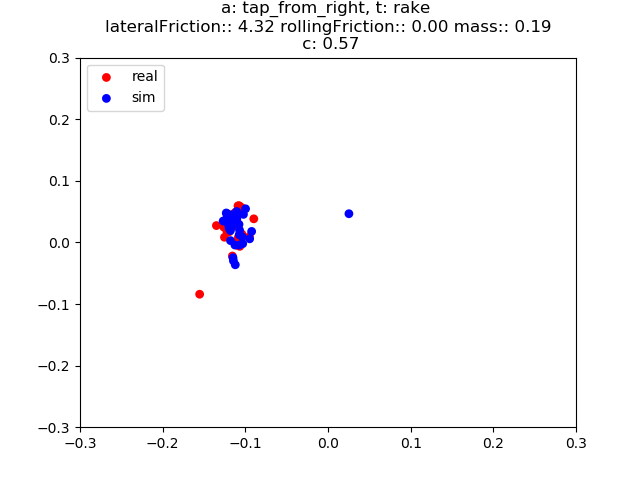 a: tap_from_right, t: rake
lateralFriction:: 4.32 rollingFriction:: 0.00 mass:: 0.19
c: 0.57
real
sim
0.3
0.2
0.1
0.0
−0.1
−0.2
−0.3
−0.3 −0.2 −0.1 0.0 0.1 0.2 0.3